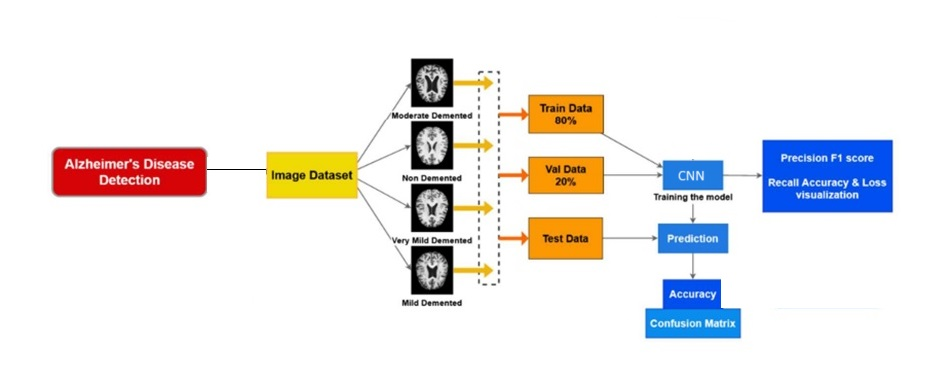 Alzheimer's Disease
Detection
Image Dataset
Moderate Demented
Non Demented
Very Mild Demented
Mild Demented
Train Data
80%
Val Data
20%
Test Data
CNN
Training the model
Prediction
Accuracy
Confusion Matrix
Precision F1 score
Recall Accuracy & Loss
visualization